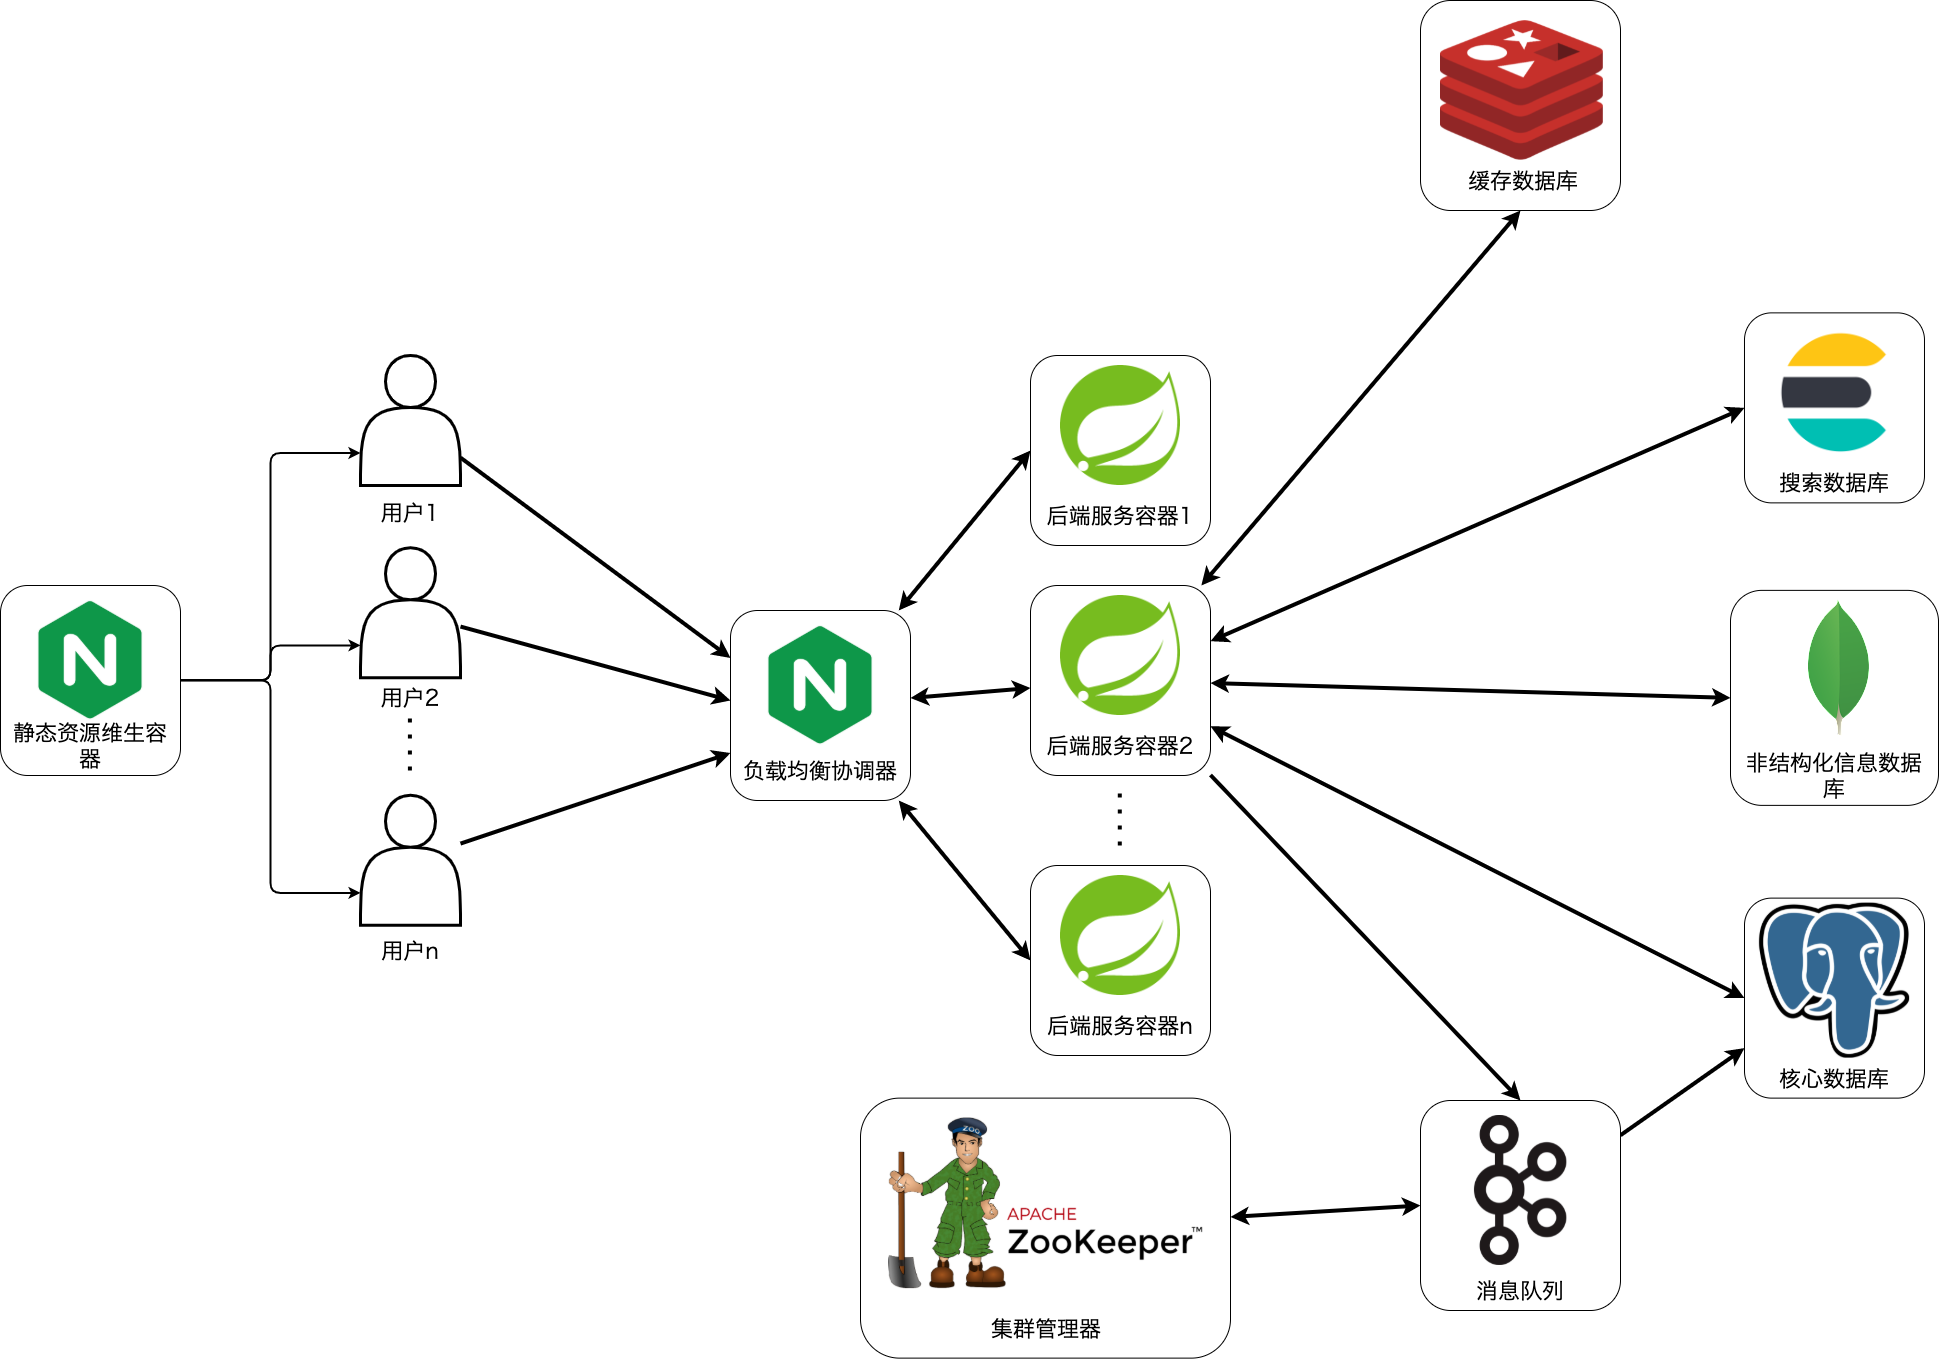 缓存数据库
搜索数据库
用户1
后端服务容器1
用户2
静态资源维生容
器
负载均衡协调器
后端服务容器2
非结构化信息数据
库
用户n
后端服务容器n
核心数据库
ZOO
APACHE
ZooKeeper™
集群管理器
消息队列